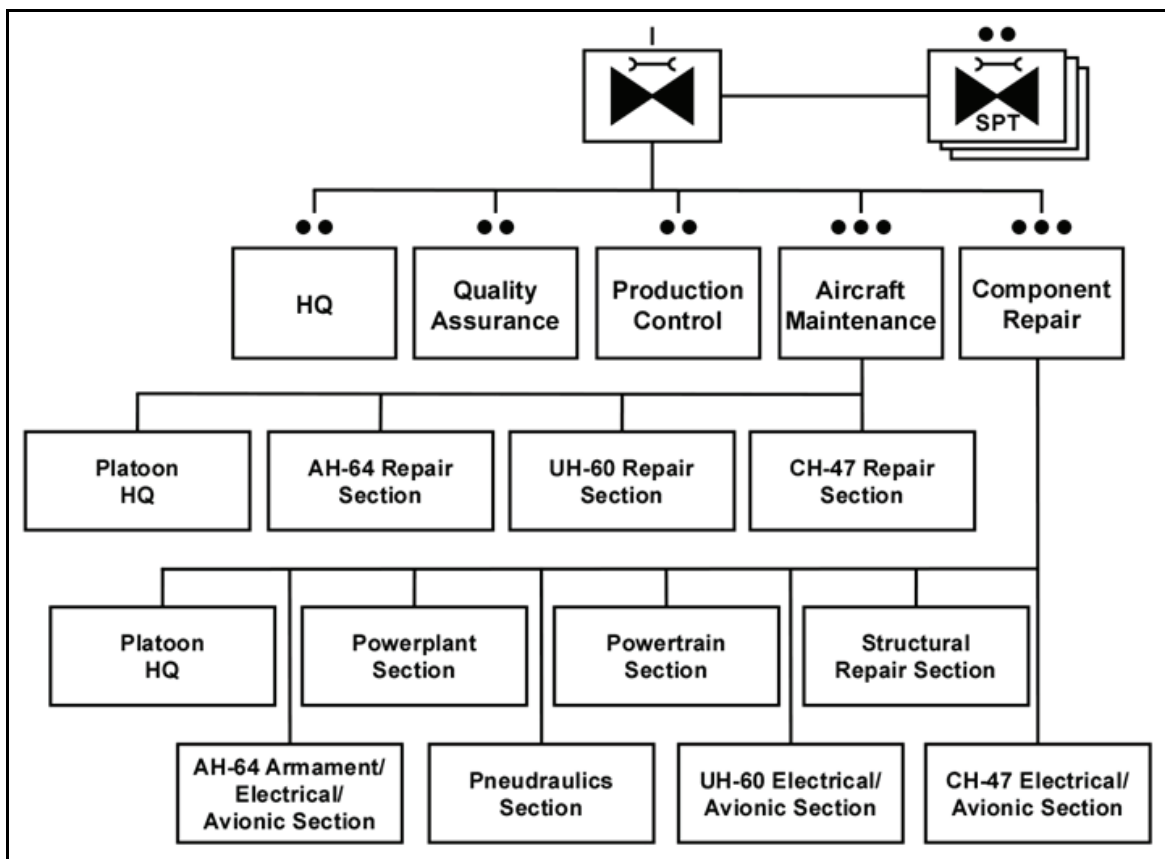 SPT
HQ
Quality
Assurance
Production
Control
Aircraft
Maintenance
Component
Repair
Platoon
HQ
AH-64 Repair
Section
UH-60 Repair
Section
CH-47 Repair
Section
Platoon
HQ
Powerplant
Section
Powertrain
Section
Structural
Repair Section
AH-64 Armament/
Electrical/
Avionic Section
Pneudraulics
Section
UH-60 Electrical/
Avionic Section
CH-47 Electrical/
Avionic Section